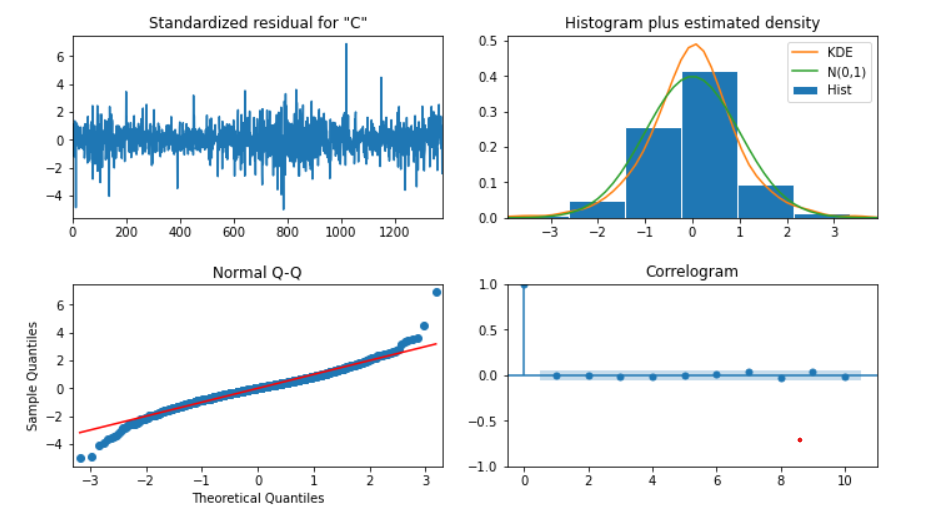 Standardized residual for "C"
6
4
2
0
−2
−4
0 200 400 600 800 1000 1200
Histogram plus estimated density
0.5
0.4
0.3
0.2
0.1
0.0
−3 −2 −1 0 1 2 3
KDE
N(0,1)
Hist
Normal Q-Q
Sample Quantiles
6
4
2
0
−2
−4
−3 −2 −1 0 1 2 3
Theoretical Quantiles
Correlogram
1.0
0.5
0.0
−0.5
−1.0
0 2 4 6 8 10